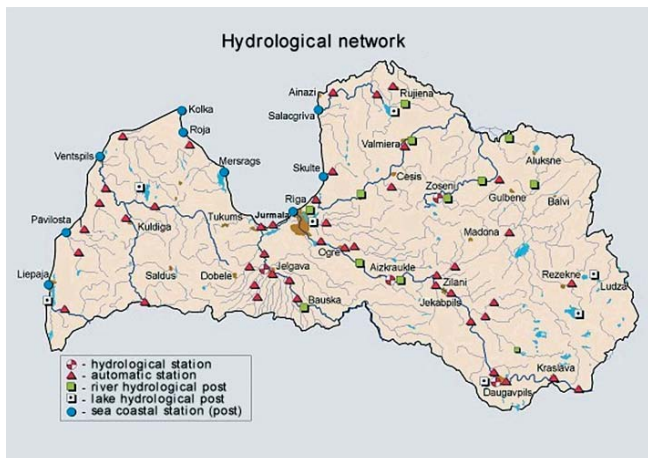 Hydrological network
Ainazi
Rujiena
Kolka
Salacgriva
Roja
Valmiera
Ventspils
Aluksne
Mersrags
Skulte
Cesis
Zoseni
Gulbene
Riga
Balvi
Pavilosta
Tukums
Jurmala
Kuldiga
Madona
Ogre
Liepaja
Saldus
Dobele
Jelgava
Aizkraukle
Zilani
Rezekne
Ludza
Bauska
Jekabpils
Kraslava
Daugavpils
- hydrological station
- automatic station
- river hydrological post
- lake hydrological post
- sea coastal station (post)